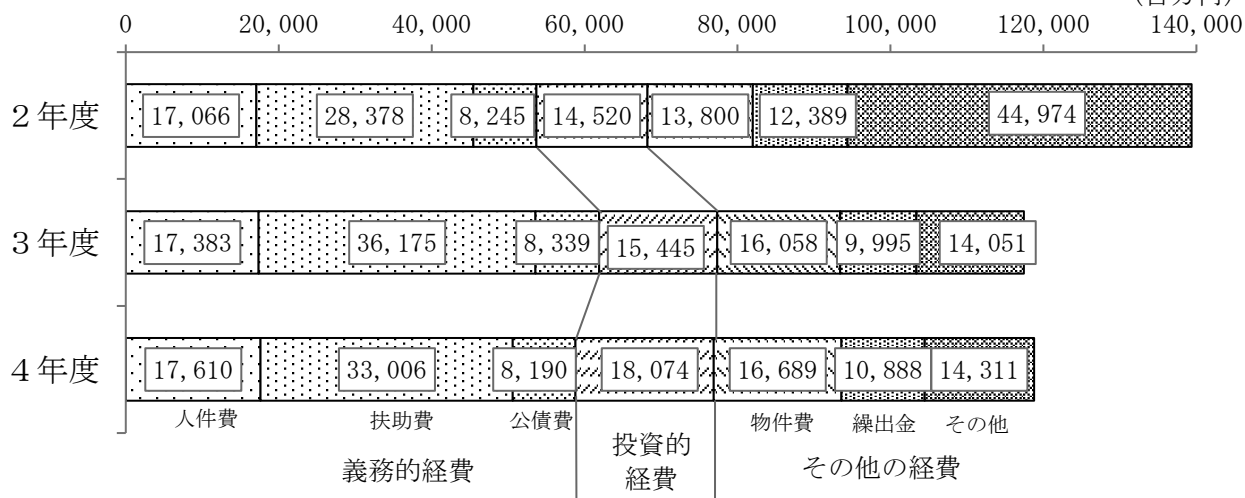 (百万円)
0 20,000 40,000 60,000 80,000 100,000 120,000 140,000
２年度 17,066 28,378 8,245 14,520 13,800 12,389 44,974
３年度 17,383 36,175 8,339 15,445 16,058 9,995 14,051
４年度 17,610 33,006 8,190 18,074 16,689 10,888 14,311
人件費 扶助費 公債費 物件費 繰出金 その他
義務的経費 投資的 その他の経費
経費